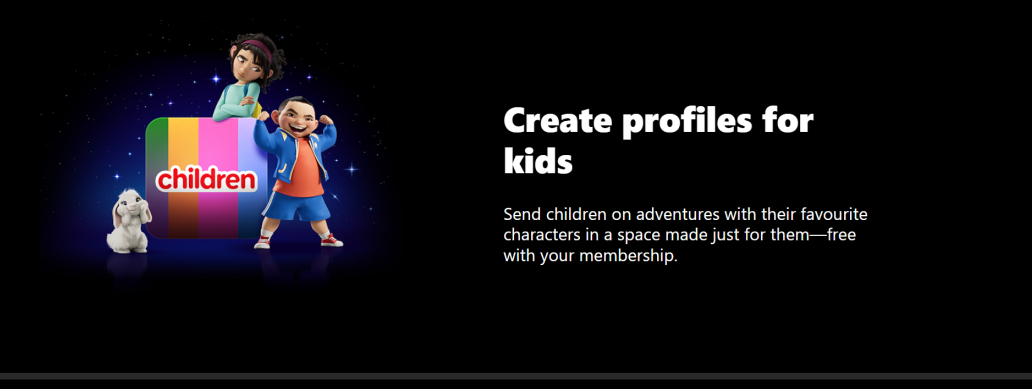 children
Create profiles for
kids
Send children on adventures with their favourite
characters in a space made just for them—free
with your membership.